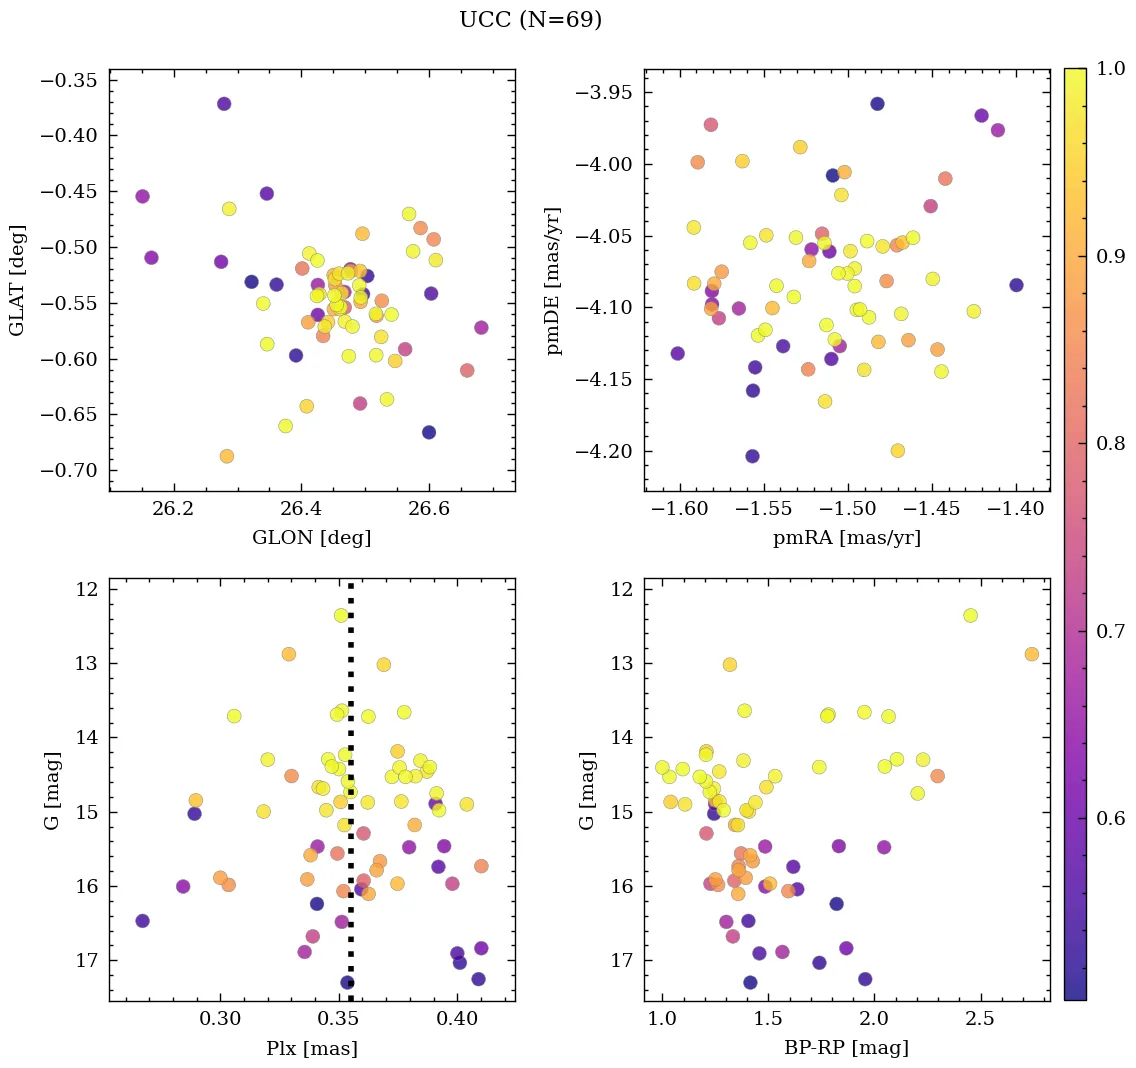 UCC (N=69)
−0.35
−0.40
−0.45
−0.50
−0.55
−0.60
−0.65
−0.70
GLAT [deg]
26.2 26.4 26.6
GLON [deg]
−3.95
−4.00
−4.05
−4.10
−4.15
−4.20
pmDE [mas/yr]
−1.60 −1.55 −1.50 −1.45 −1.40
pmRA [mas/yr]
12
13
14
15
16
17
G [mag]
0.30 0.35 0.40
Plx [mas]
12
13
14
15
16
17
G [mag]
1.0 1.5 2.0 2.5
BP-RP [mag]
1.0
0.9
0.8
0.7
0.6